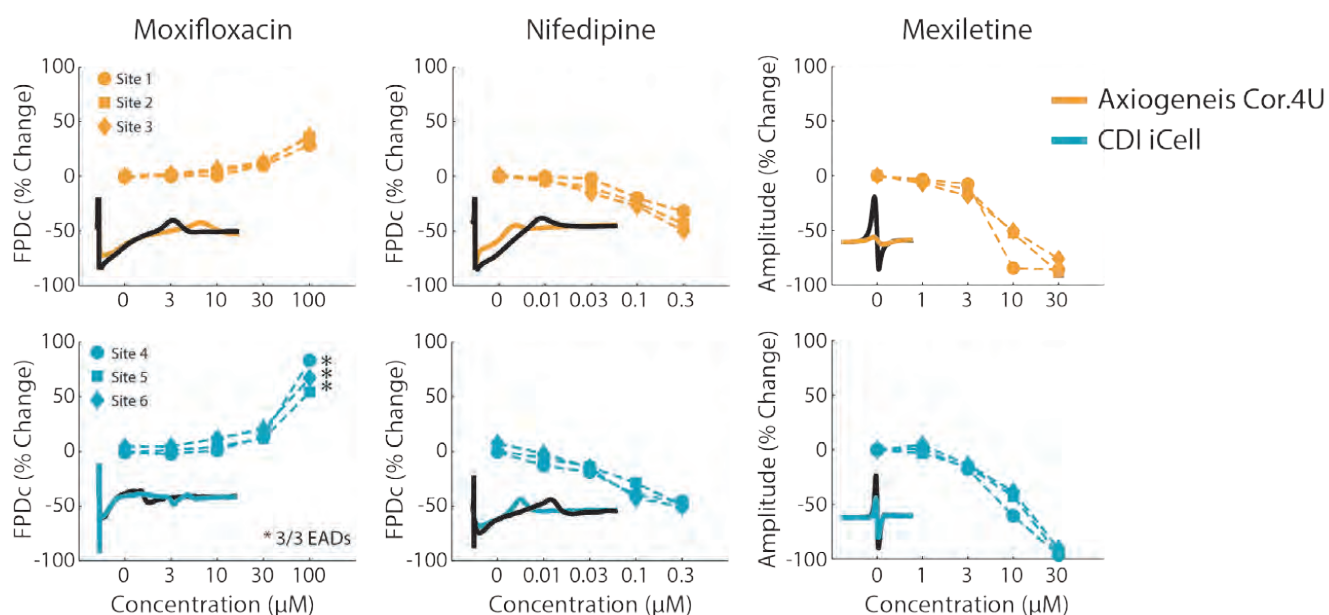 Moxifloxacin
Nifedipine
Mexiletine
FPDc (% Change)
100
50
0
-50
-100
Site 1
Site 2
Site 3
0 3 10 30 100
FPDc (% Change)
100
50
0
-50
-100
0 0.01 0.03 0.1 0.3
Amplitude (% Change)
100
50
0
-50
-100
0 1 3 10 30
Axiogeneis Cor.4U
CDI iCell
FPDc (% Change)
100
50
0
-50
-100
Site 4
Site 5
Site 6
*
*
*
* 3/3 EADs
0 3 10 30 100
Concentration (μM)
FPDc (% Change)
100
50
0
-50
-100
0 0.01 0.03 0.1 0.3
Concentration (μM)
Amplitude (% Change)
100
50
0
-50
-100
0 1 3 10 30
Concentration (μM)